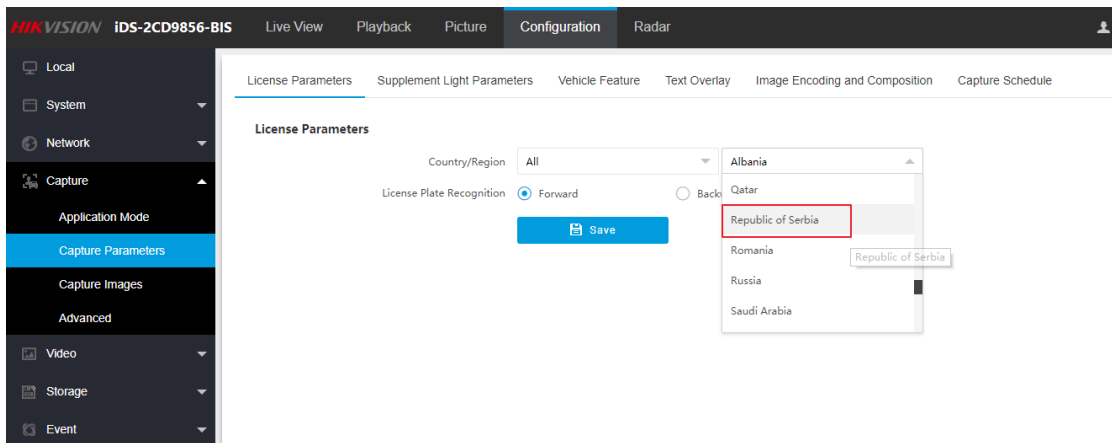 HIKVISION iDS-2CD9856-BIS Live View Playback Picture Configuration Radar
Local
System
Network
Capture
Application Mode
Capture Parameters
Capture Images
Advanced
Video
Storage
Event
License Parameters Supplement Light Parameters Vehicle Feature Text Overlay Image Encoding and Composition Capture Schedule
License Parameters
Country/Region All Albania
License Plate Recognition Forward Back
Save
Qatar
Republic of Serbia
Romania
Republic of Serbia
Russia
Saudi Arabia